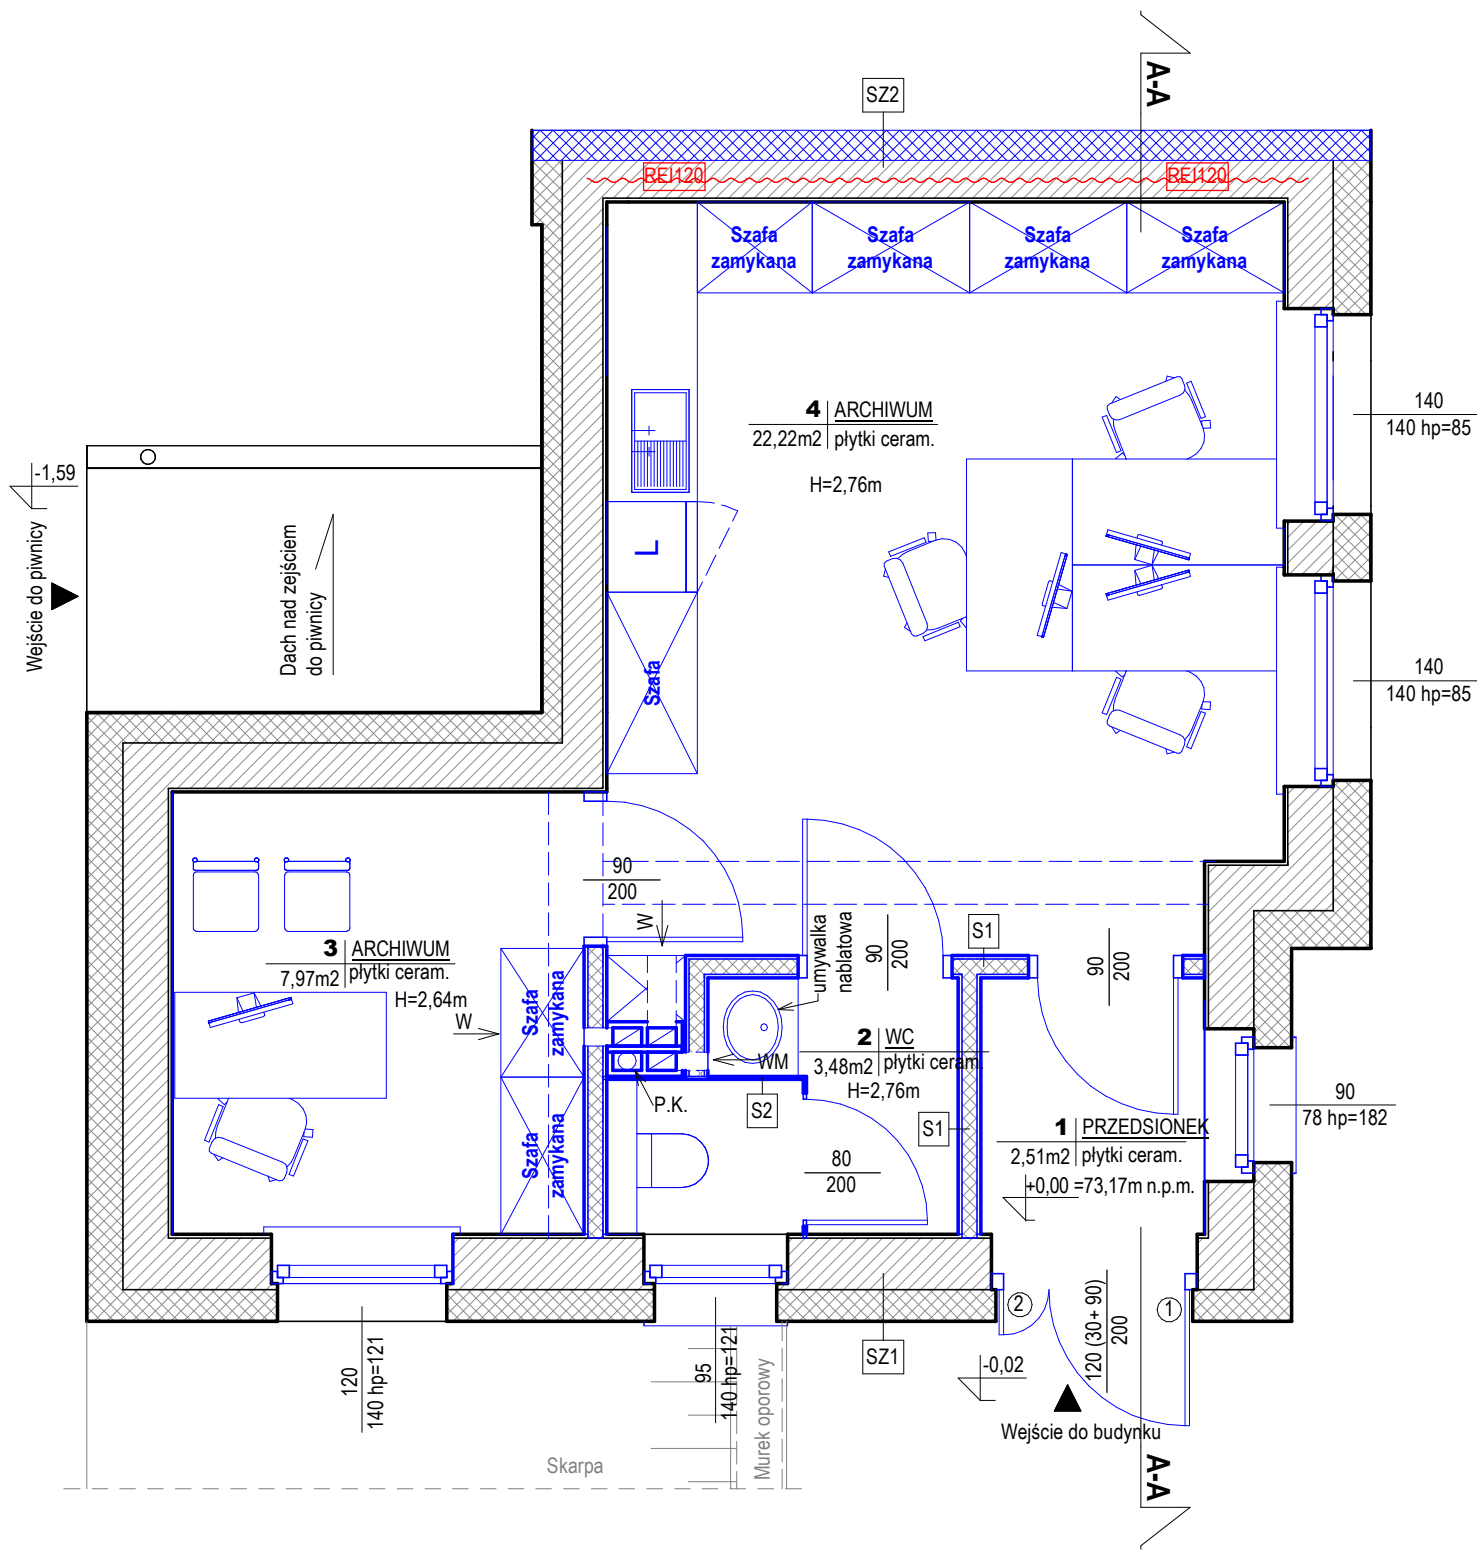 A-A
SZ2
REI120
REI120
Szafa
zamykana
Szafa
zamykana
Szafa
zamykana
Szafa
zamykana
4 ARCHIWUM
22,22m2 płytki ceram.
H=2,76m
140
140 hp=85
-1,59
Wejście do piwnicy
Dach nad zejściem
do piwnicy
L
Szafa
140
140 hp=85
90
200
W
umywalka
nablatowa
90
200
S1
90
200
3 ARCHIWUM
7,97m2 płytki ceram.
H=2,64m
W
Szafa
zamykana
Szafa
zamykana
2 WC
3,48m2 płytki ceram.
H=2,76m
WM
P.K.
S2
S1
80
200
1 PRZEDSIONEK
2,51m2 płytki ceram.
+0,00 =73,17m n.p.m.
90
78 hp=182
2
1
120 (30+ 90)
200
SZ1
-0,02
Wejście do budynku
120
140 hp=121
95
140 hp=121
Murek oporowy
Skarpa
A-A